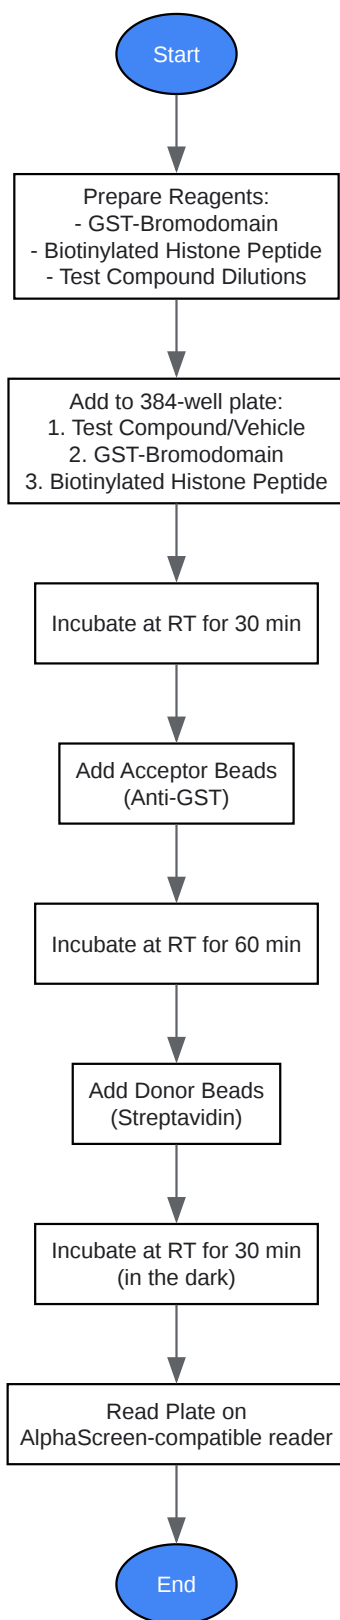 Start
Prepare Reagents:
- GST-Bromodomain
- Biotinylated Histone Peptide
- Test Compound Dilutions
Add to 384-well plate:
1. Test Compound/Vehicle
2. GST-Bromodomain
3. Biotinylated Histone Peptide
Incubate at RT for 30 min
Add Acceptor Beads
(Anti-GST)
Incubate at RT for 60 min
Add Donor Beads
(Streptavidin)
Incubate at RT for 30 min
(in the dark)
Read Plate on
AlphaScreen-compatible reader
End